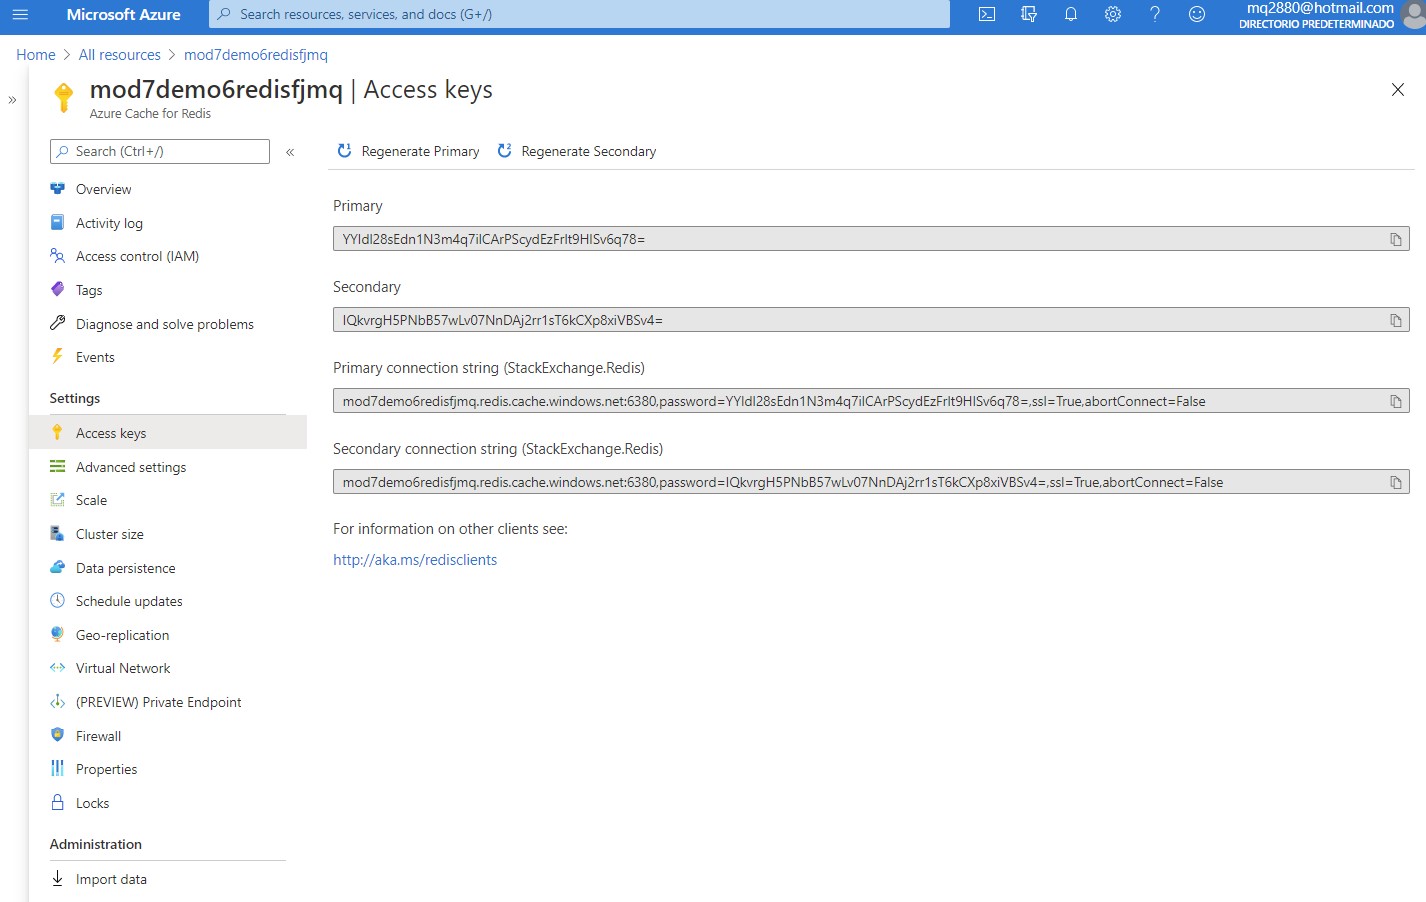 Microsoft Azure
Search resources, services, and docs (G+/)
mq2880@hotmail.com
DIRECTORIO PREDETERMINADO
Home > All resources > mod7demo6redisfjmq
mod7demo6redisfjmq | Access keys
Azure Cache for Redis
Search (Ctrl+/)
Overview
Activity log
Access control (IAM)
Tags
Diagnose and solve problems
Events
Settings
Access keys
Advanced settings
Scale
Cluster size
Data persistence
Schedule updates
Geo-replication
Virtual Network
(PREVIEW) Private Endpoint
Firewall
Properties
Locks
Administration
Import data
Regenerate Primary
Regenerate Secondary
Primary
YYIdI28sEdn1N3m4q7iICArPScydEzFrIt9HISv6q78=
Secondary
IQkvrgH5PNbB57wLv07NnDAj2rr1sT6kCXp8xiVBSv4=
Primary connection string (StackExchange.Redis)
mod7demo6redisfjmq.redis.cache.windows.net:6380,password=YYIdI28sEdn1N3m4q7iICArPScydEzFrIt9HISv6q78=,ssl=True,abortConnect=False
Secondary connection string (StackExchange.Redis)
mod7demo6redisfjmq.redis.cache.windows.net:6380,password=IQkvrgH5PNbB57wLv07NnDAj2rr1sT6kCXp8xiVBSv4=,ssl=True,abortConnect=False
For information on other clients see:
http://aka.ms/redisclients